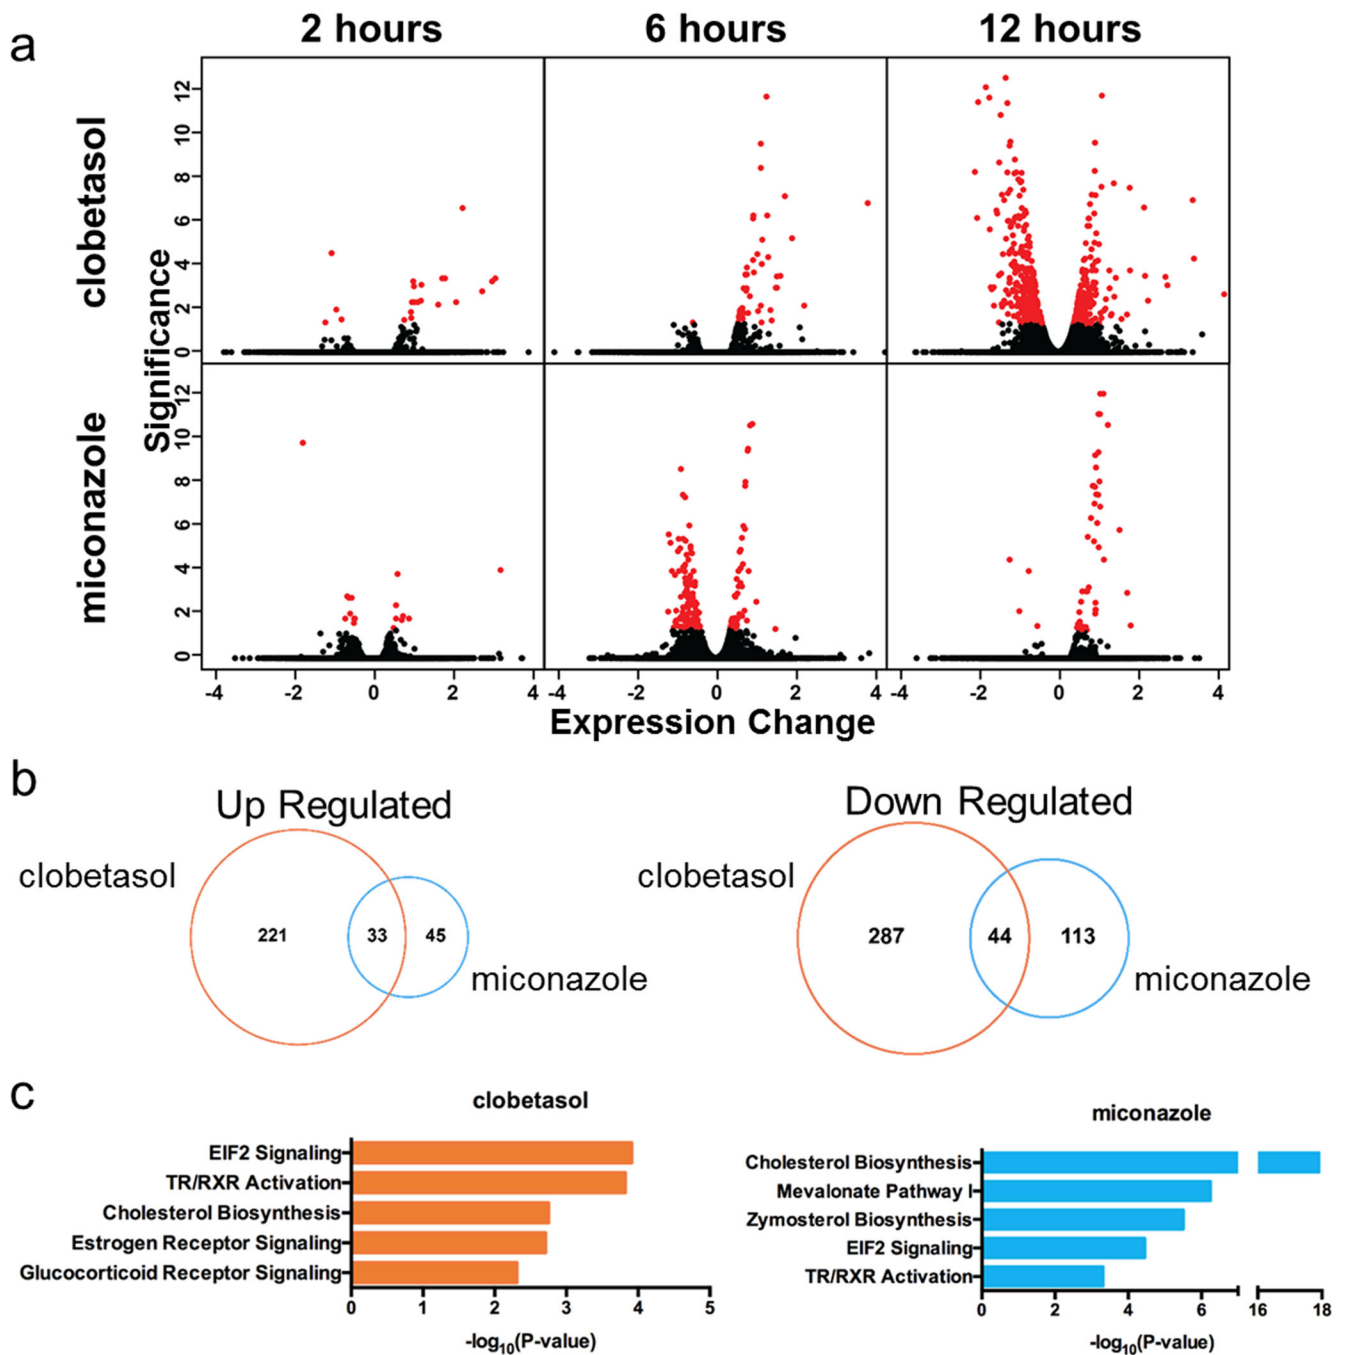 a
2 hours 6 hours 12 hours
clobetasol
miconazole
Significance
0 2 4 6 8 10 12
0 2 4 6 8 10 12
-4 -2 0 2 4 -4 -2 0 2 4 -4 -2 0 2 4
Expression Change
b
Up Regulated
clobetasol
221 33 45
miconazole
Down Regulated
clobetasol
287 44 113
miconazole
c
clobetasol
EIF2 Signaling
TR/RXR Activation
Cholesterol Biosynthesis
Estrogen Receptor Signaling
Glucocorticoid Receptor Signaling
0 1 2 3 4 5
-log10(P-value)
miconazole
Cholesterol Biosynthesis
Mevalonate Pathway I
Zymosterol Biosynthesis
EIF2 Signaling
TR/RXR Activation
0 2 4 6 16 18
-log10(P-value)